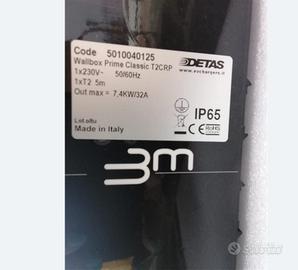 Code 5010040125
Wallbox Prime Classic T2CRP
1x230V~ 50/60Hz
1xT2 5m
Out max = 7,4KW/32A
DETAS
www.evchargers.it
IP65
Made in Italy
3m
subito